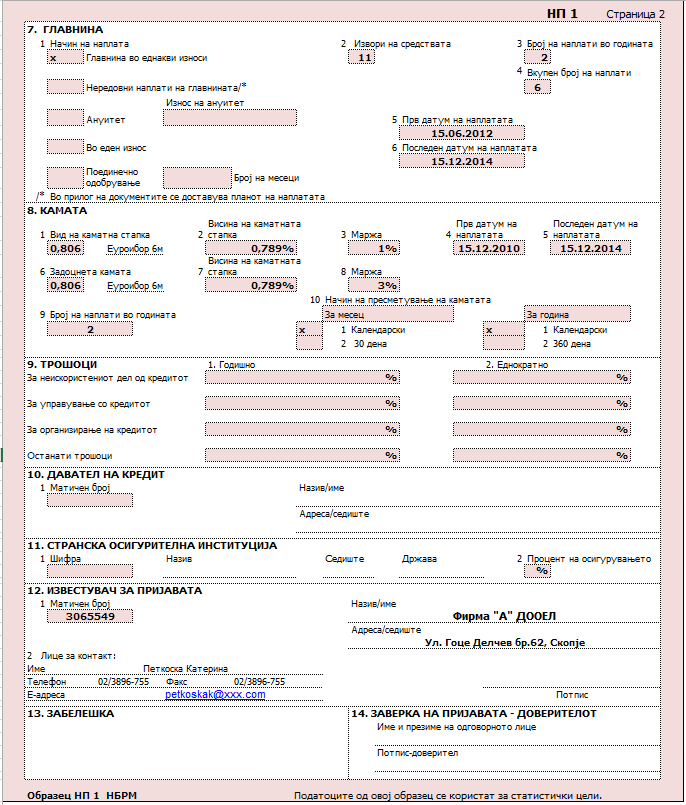 НП 1 Страница 2
7. ГЛАВНИНА
1 Начин на наплата 2 Извори на средствата 3 Број на наплати во годината
x Главнина во еднакви износи 11 2
4 Вкупен број на наплати
Нередовни наплати на главнината/* 6
Износ на ануитет
Ануитет 5 Прв датум на наплатата
15.06.2012
Во еден износ 6 Последен датум на наплатата
15.12.2014
Поединечно одобрување Број на месеци
/* Во прилог на документите се доставува планот на наплатата
8. КАМАТА
1 Вид на каматна стапка 2 Висина на каматната стапка 3 Маржа 4 Прв датум на наплатата 5 Последен датум на наплатата
0,806 Еуроибор 6м 0,789% 1% 15.12.2010 15.12.2014
6 Задоцнета камата 7 Висина на каматната стапка 8 Маржа
0,806 Еуроибор 6м 0,789% 3%
10 Начин на пресметување на каматата
9 Број на наплати во годината За месец За година
2 x 1 Календарски x 1 Календарски
2 30 дена 2 360 дена
9. ТРОШОЦИ 1. Годишно 2. Еднократно
За неискористениот дел од кредитот % %
За управување со кредитот % %
За организирање на кредитот % %
Останати трошоци % %
10. ДАВАТЕЛ НА КРЕДИТ
1 Матичен број Назив/име
Адреса/седиште
11. СТРАНСКА ОСИГУРИТЕЛНА ИНСТИТУЦИЈА
1 Шифра Назив Седиште Држава 2 Процент на осигурувањето
%
12. ИЗВЕСТУВАЧ ЗА ПРИЈАВАТА
1 Матичен број Назив/име
3065549 Фирма "А" ДООЕЛ
Адреса/седиште
Ул. Гоце Делчев бр.62, Скопје
2 Лице за контакт:
Име Петкоска Катерина
Телефон 02/3896-755 Факс 02/3896-755
Е-адреса petkoskak@xxx.com Потпис
13. ЗАБЕЛЕШКА 14. ЗАВЕРКА НА ПРИЈАВАТА - ДОВЕРИТЕЛОТ
Име и презиме на одговорното лице
Потпис-доверител
Образец НП 1 НБРМ Податоците од овој образец се користат за статистички цели.